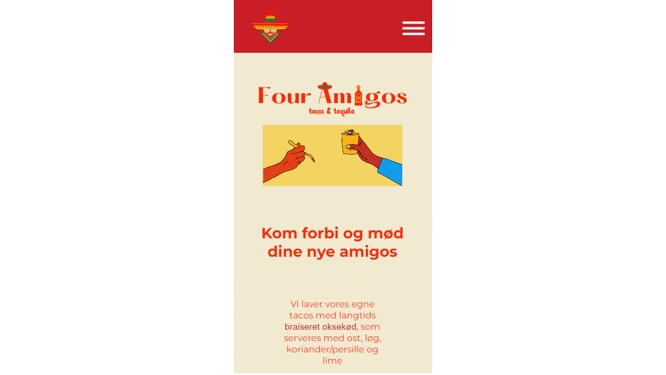 Four Amigos
tacos & tequila
Kom forbi og mød
dine nye amigos
Vi laver vores egne
tacos med langtids
braiseret oksekød, som
serveres med ost, løg,
koriander/persille og
lime